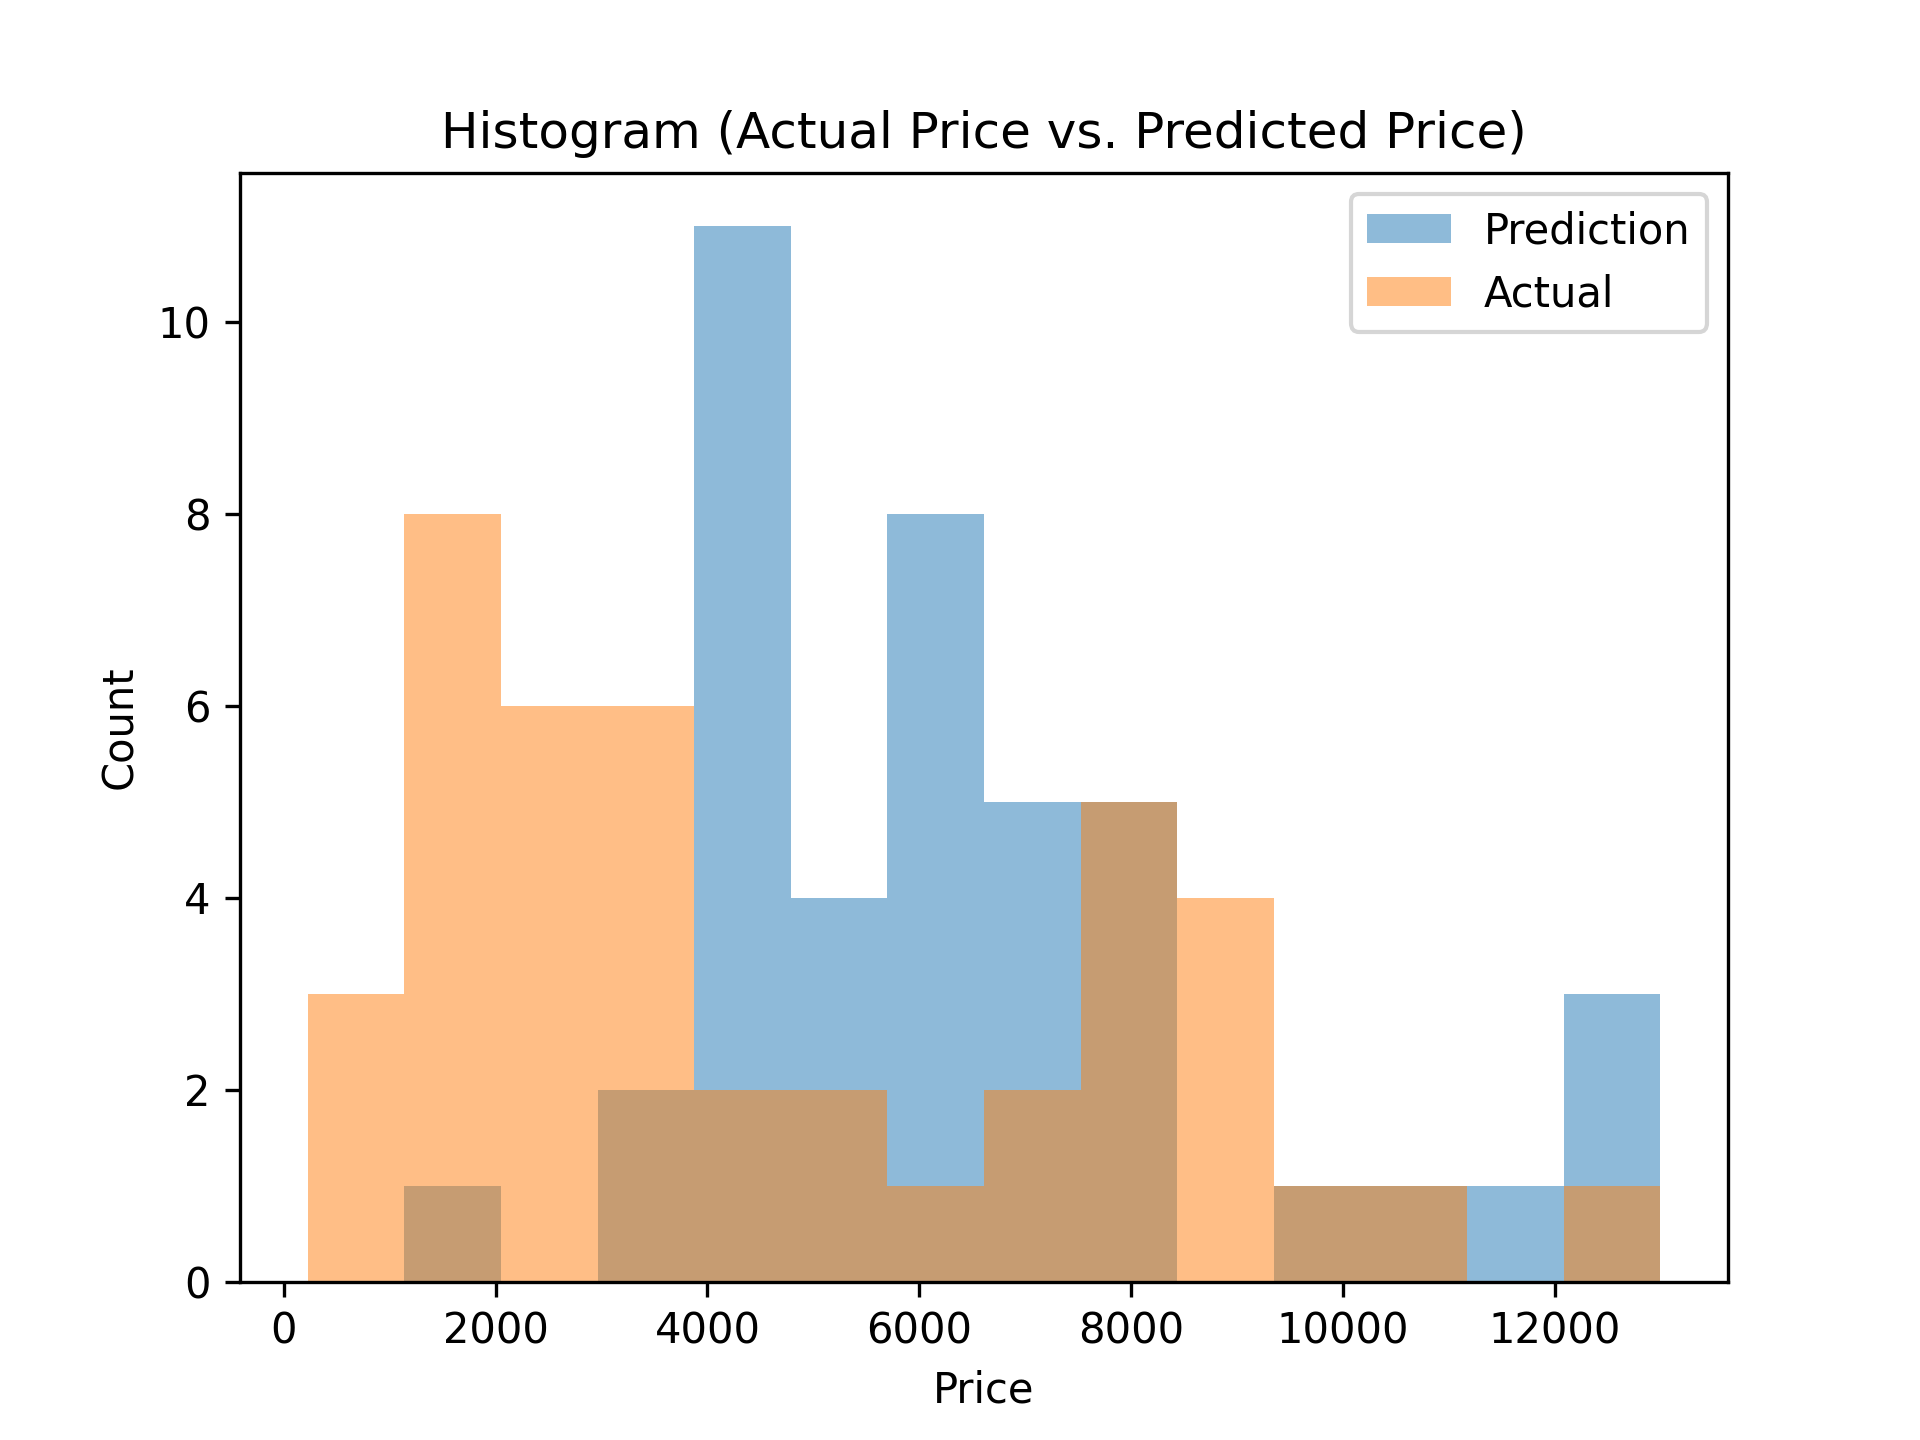 Histogram (Actual Price vs. Predicted Price)
Prediction
Actual
10
8
6
4
2
0
Count
0 2000 4000 6000 8000 10000 12000
Price